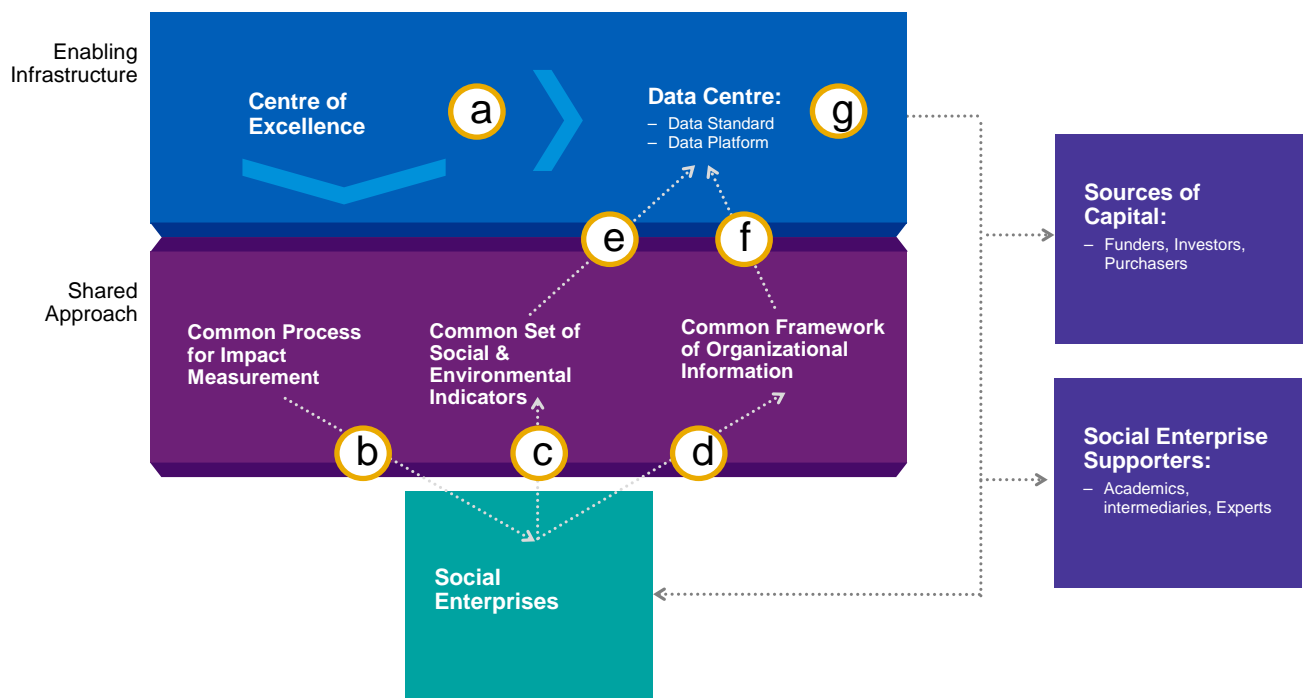 Enabling
Infrastructure
Centre of
Excellence
a
Data Centre:
– Data Standard
– Data Platform
g
Sources of
Capital:
– Funders, Investors,
Purchasers
e
f
Shared
Approach
Common Process
for Impact
Measurement
Common Set of
Social &
Environmental
Indicators
Common Framework
of Organizational
Information
b
c
d
Social Enterprise
Supporters:
– Academics,
intermediaries, Experts
Social
Enterprises